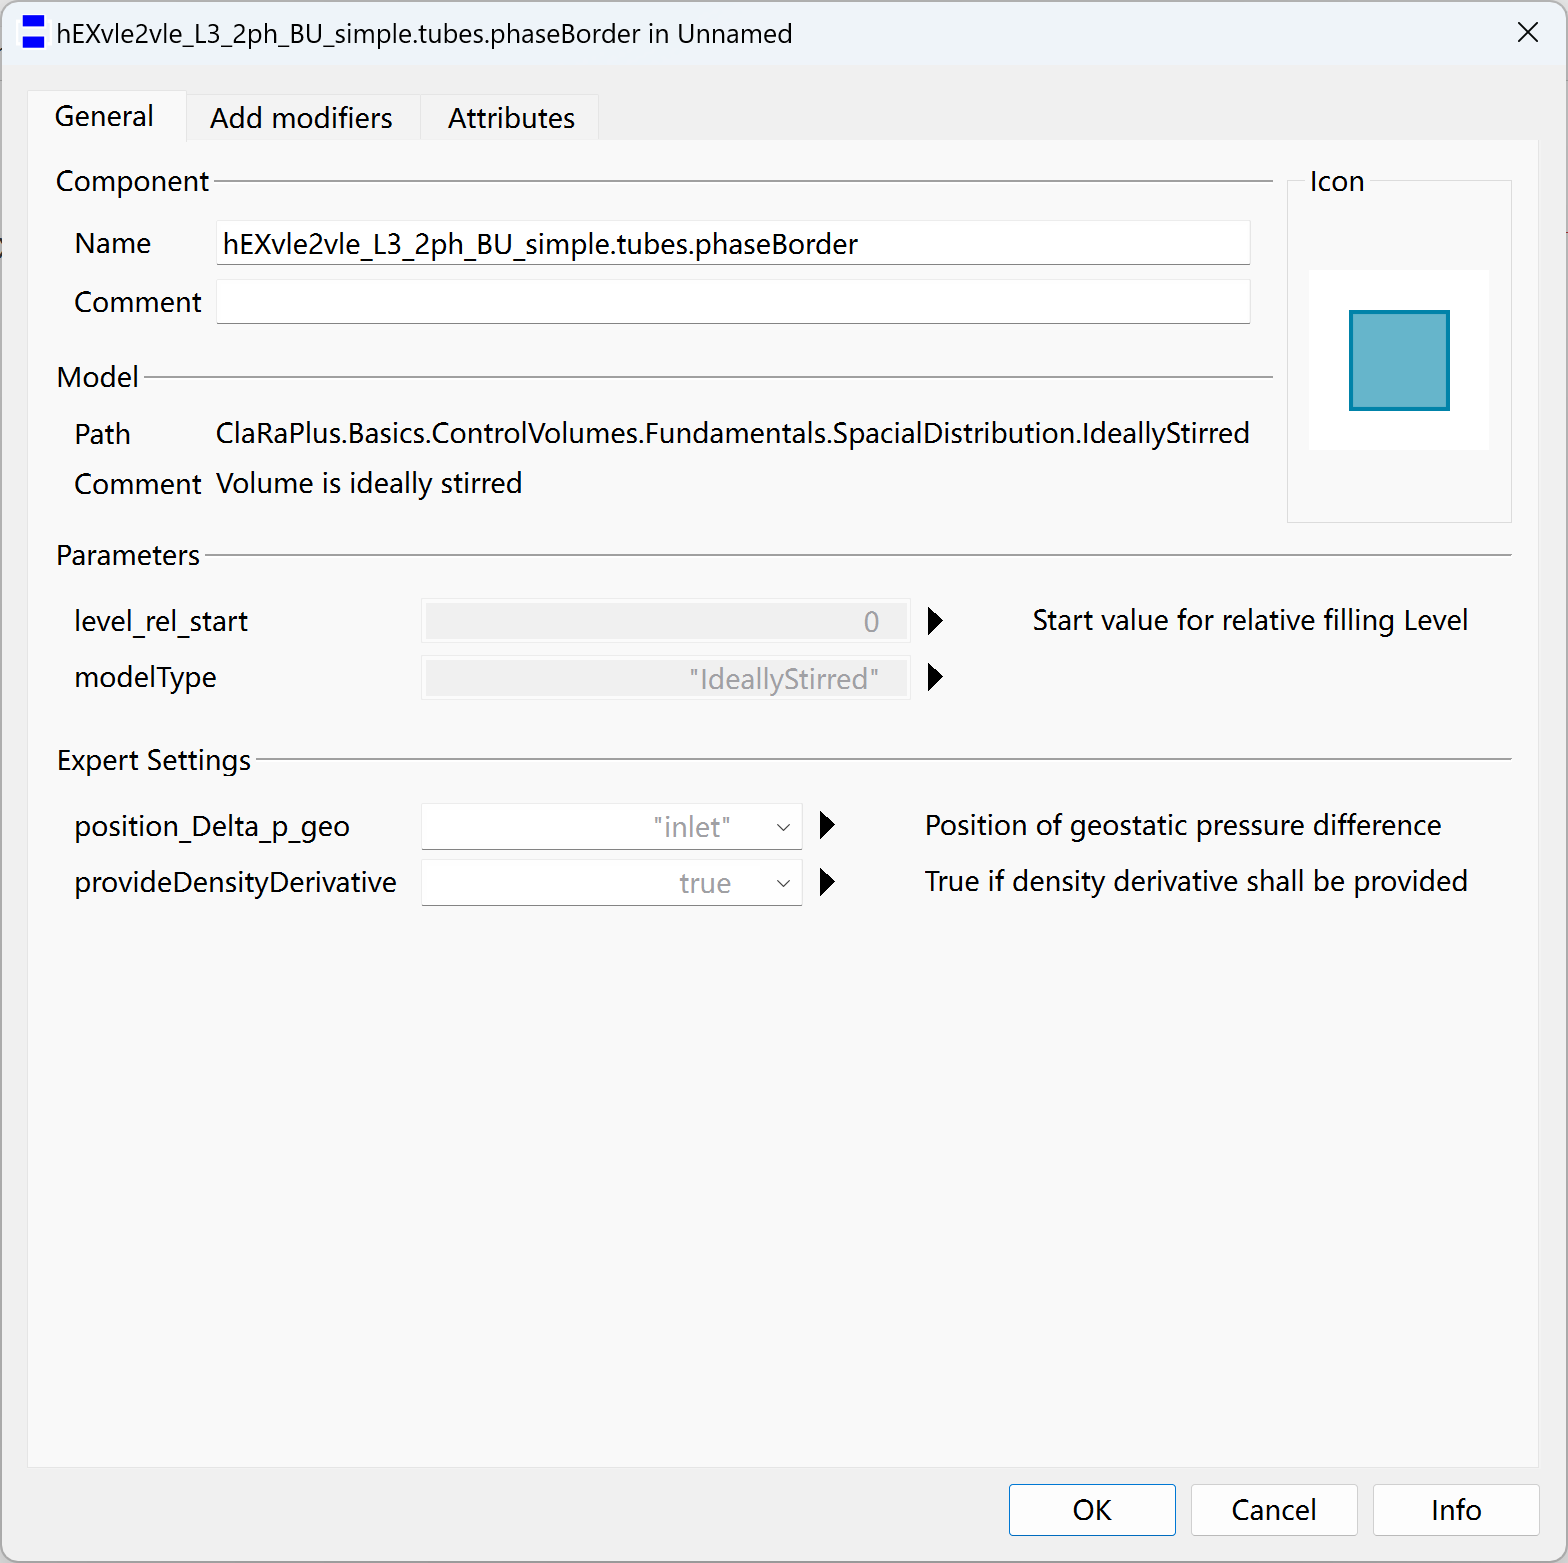 hEXvle2vle_L3_2ph_BU_simple.tubes.phaseBorder in Unnamed
General Add modifiers Attributes
Component
Icon
Name hEXvle2vle_L3_2ph_BU_simple.tubes.phaseBorder
Comment
Model
Path ClaRaPlus.Basics.ControlVolumes.Fundamentals.SpacialDistribution.IdeallyStirred
Comment Volume is ideally stirred
Parameters
level_rel_start 0 Start value for relative filling Level
modelType "IdeallyStirred"
Expert Settings
position_Delta_p_geo "inlet" Position of geostatic pressure difference
provideDensityDerivative true True if density derivative shall be provided
OK Cancel Info